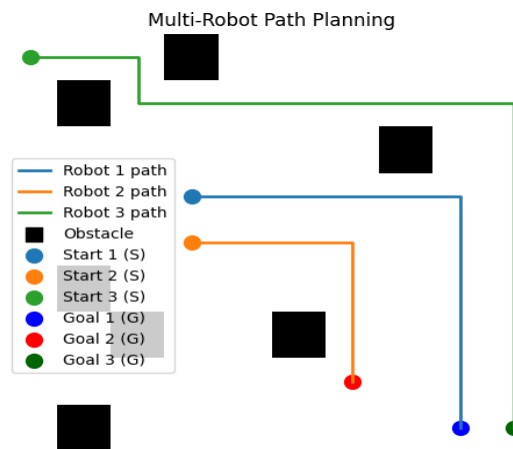 Multi-Robot Path Planning
Robot 1 path
Robot 2 path
Robot 3 path
Obstacle
Start 1 (S)
Start 2 (S)
Start 3 (S)
Goal 1 (G)
Goal 2 (G)
Goal 3 (G)